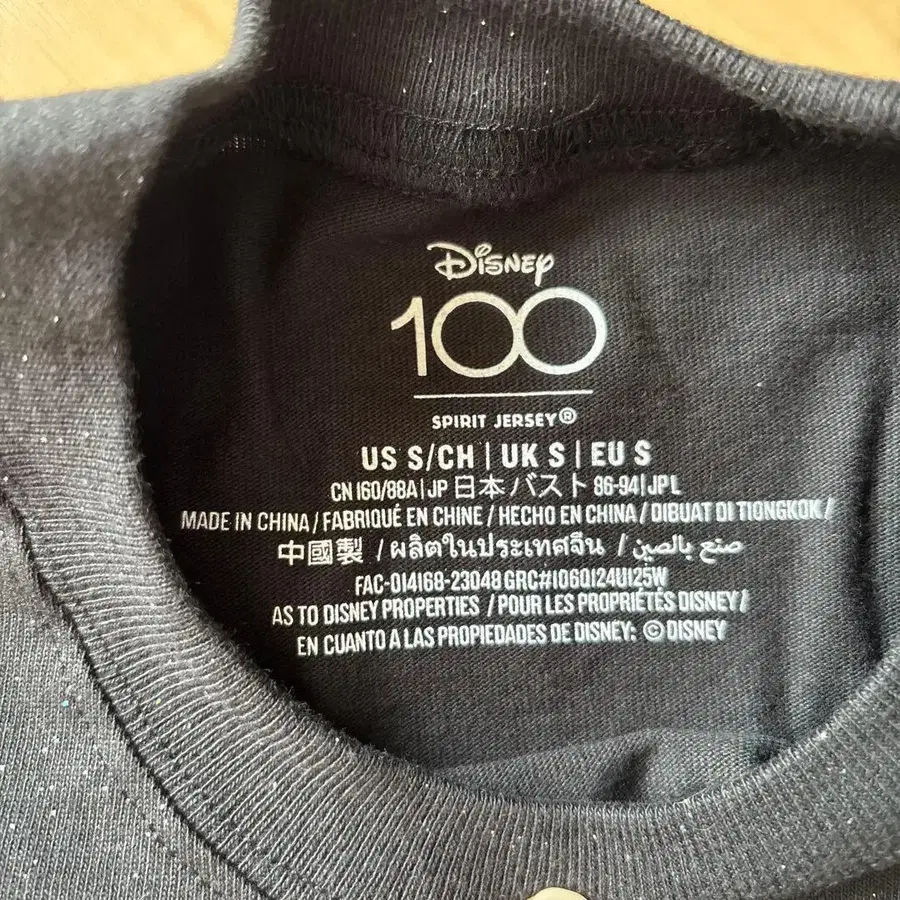 Disney
100
SPIRIT JERSEY®
US S/CH | UK S | EU S
CN 160/88A | JP 日本 バスト 86-94 | JP L
MADE IN CHINA / FABRIQUÉ EN CHINE / HECHO EN CHINA / DIBUAT DI TIONGKOK /
中國製 / ผลิตในประเทศจีน / صنع بالصين
FAC-014168-23048 GRC#1060124U125W
AS TO DISNEY PROPERTIES / POUR LES PROPRIÉTÉS DISNEY /
EN CUANTO A LAS PROPIEDADES DE DISNEY: © DISNEY